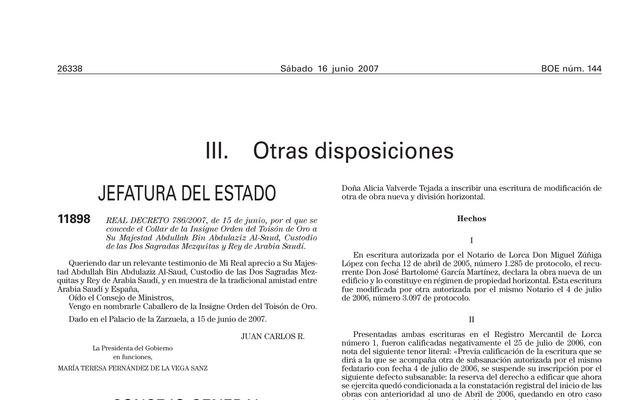 26338 Sábado 16 junio 2007 BOE núm. 144
III. Otras disposiciones
JEFATURA DEL ESTADO
11898 REAL DECRETO 786/2007, de 15 de junio, por el que se
concede el Collar de la Insigne Orden del Toisón de Oro a
Su Majestad Abdullah Bin Abdulaziz Al-Saud, Custodio
de las Dos Sagradas Mezquitas y Rey de Arabia Saudí.
Queriendo dar un relevante testimonio de Mi Real aprecio a Su Majes-
tad Abdullah Bin Abdulaziz Al-Saud, Custodio de las Dos Sagradas Mez-
quitas y Rey de Arabia Saudí, y en muestra de la tradicional amistad entre
Arabia Saudí y España,
Oído el Consejo de Ministros,
Vengo en nombrarle Caballero de la Insigne Orden del Toisón de Oro.
Dado en el Palacio de la Zarzuela, a 15 de junio de 2007.
JUAN CARLOS R.
La Presidenta del Gobierno
en funciones,
MARÍA TERESA FERNÁNDEZ DE LA VEGA SANZ
Doña Alicia Valverde Tejada a inscribir una escritura de modificación de
otra de obra nueva y división horizontal.
Hechos
I
En escritura autorizada por el Notario de Lorca Don Miguel Zúñiga
López con fecha 12 de abril de 2005, número 1.285 de protocolo, el recu-
rrente Don José Bartolomé García Martínez, declara la obra nueva de un
edificio y lo constituye en régimen de propiedad horizontal. Esta escritura
fue modificada por otra autorizada por el mismo Notario el 4 de julio
de 2006, número 3.097 de protocolo.
II
Presentadas ambas escrituras en el Registro Mercantil de Lorca
número 1, fueron calificadas negativamente el 25 de julio de 2006, con
nota del siguiente tenor literal: «Previa calificación de la escritura que se
dirá a la que se acompaña otra de subsanación autorizada por el mismo
fedatario con fecha 4 de julio de 2006, se suspende su inscripción por el
siguiente defecto subsanable: la reserva del derecho a edificar que ahora
se ejercita quedó condicionada a la constatación registral del inicio de las
obras con anterioridad al uno de Abril de 2006, quedando en otro caso